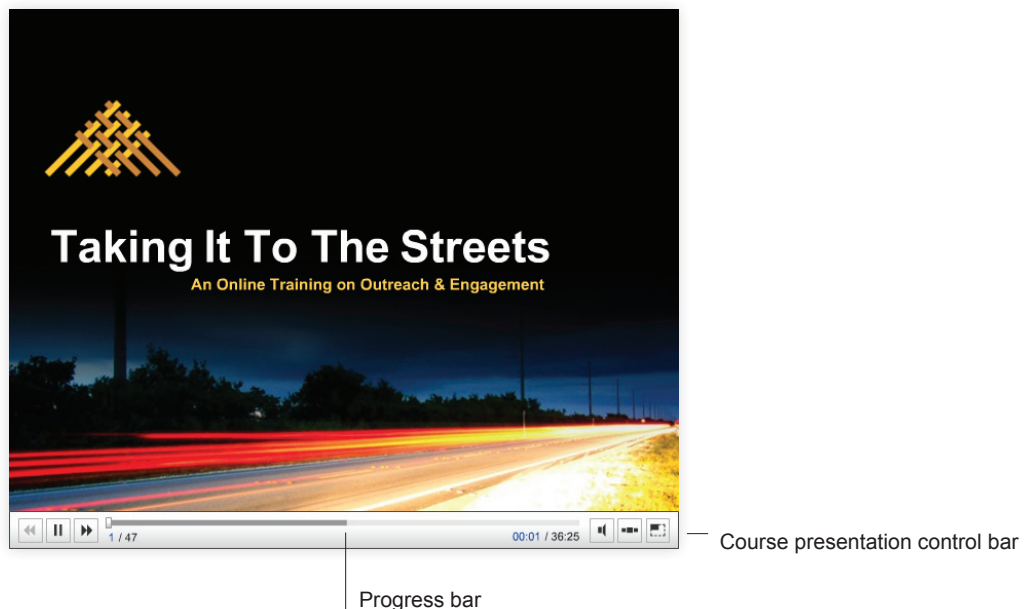 Taking It To The Streets
An Online Training on Outreach & Engagement
1 / 47
00:01 / 36:25
Course presentation control bar
Progress bar